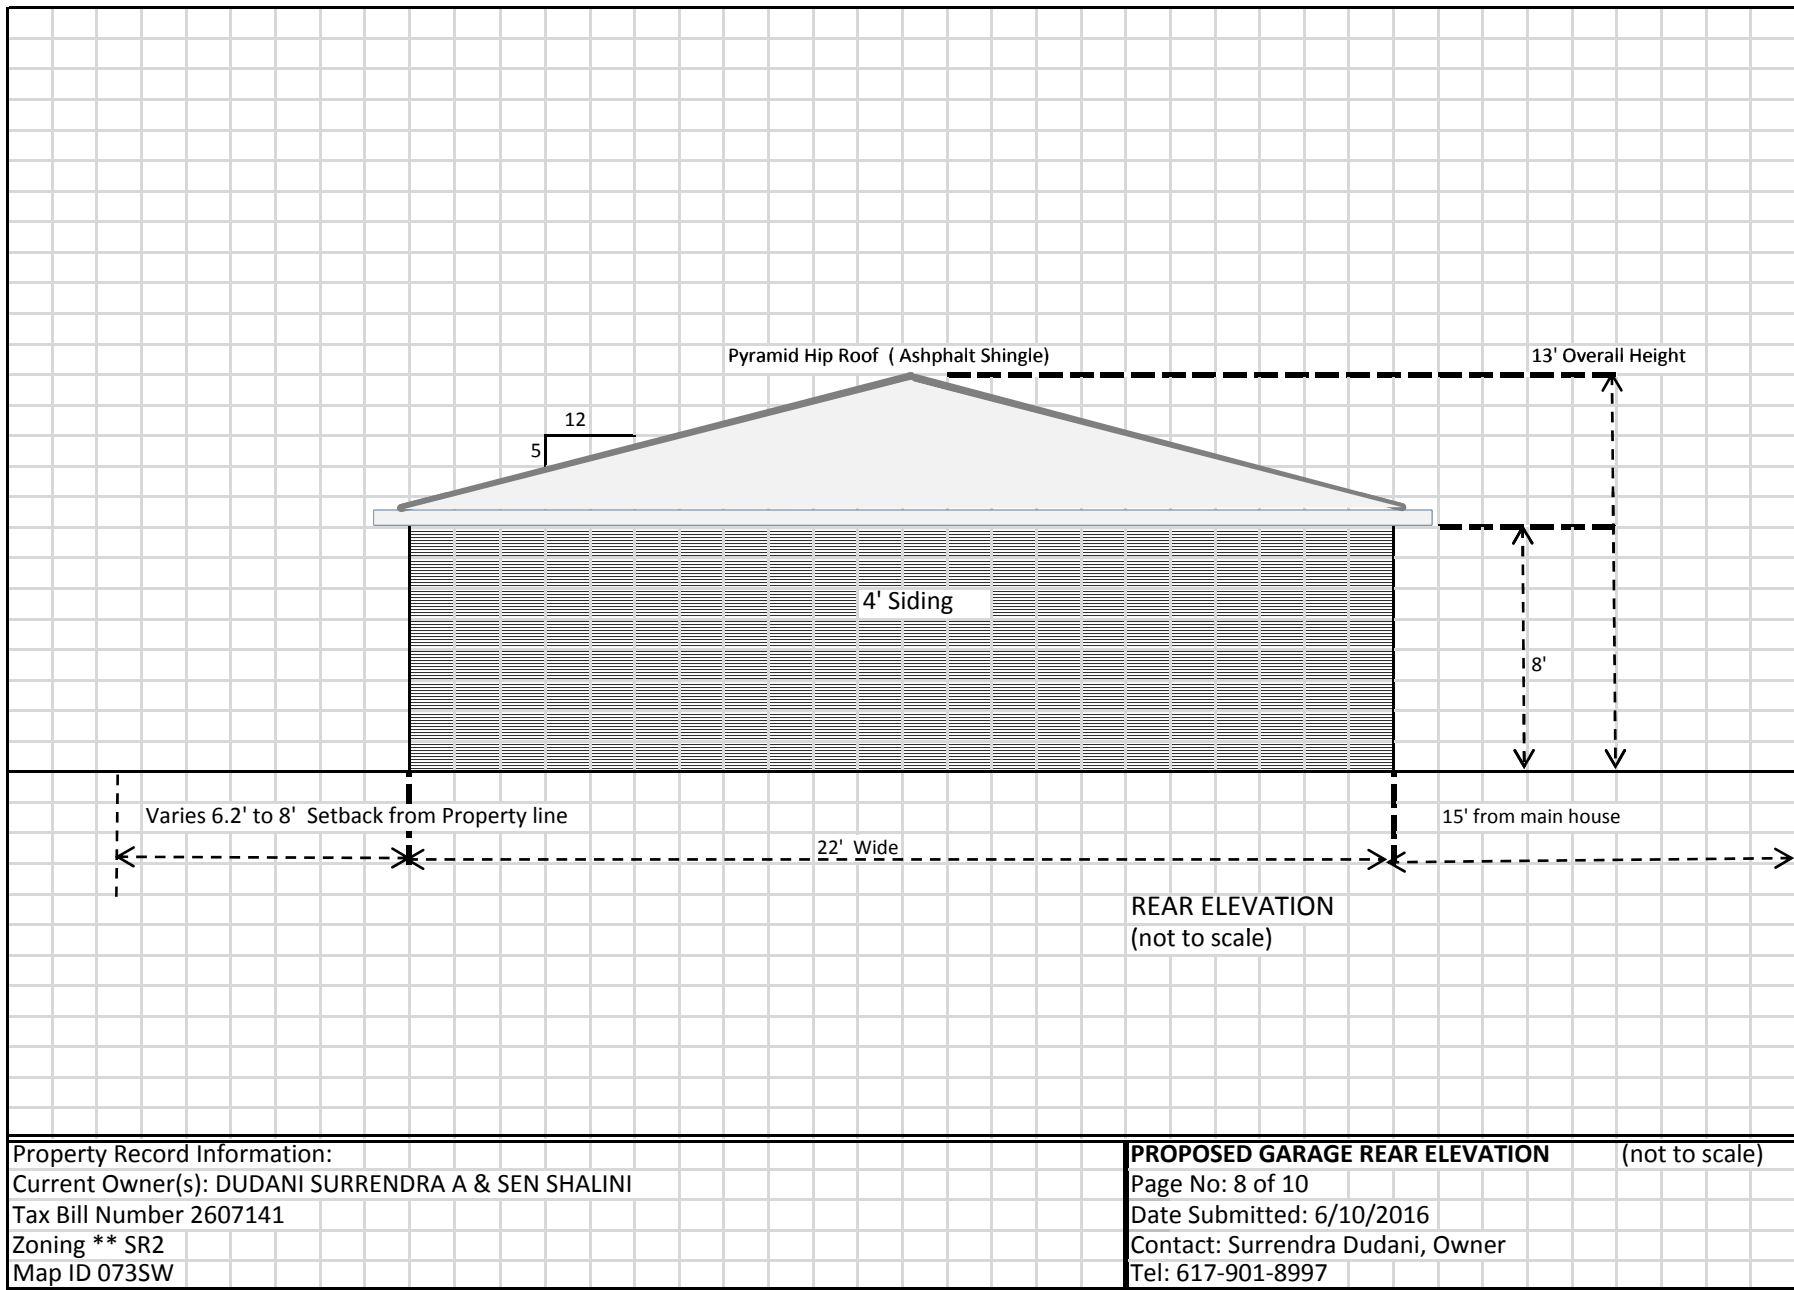 Pyramid Hip Roof ( Ashphalt Shingle)
13' Overall Height
12
5
4' Siding
8'
Varies 6.2' to 8' Setback from Property line
15' from main house
22' Wide
REAR ELEVATION
(not to scale)
Property Record Information:
Current Owner(s): DUDANI SURRENDRA A & SEN SHALINI
Tax Bill Number 2607141
Zoning ** SR2
Map ID 073SW
PROPOSED GARAGE REAR ELEVATION (not to scale)
Page No: 8 of 10
Date Submitted: 6/10/2016
Contact: Surrendra Dudani, Owner
Tel: 617-901-8997